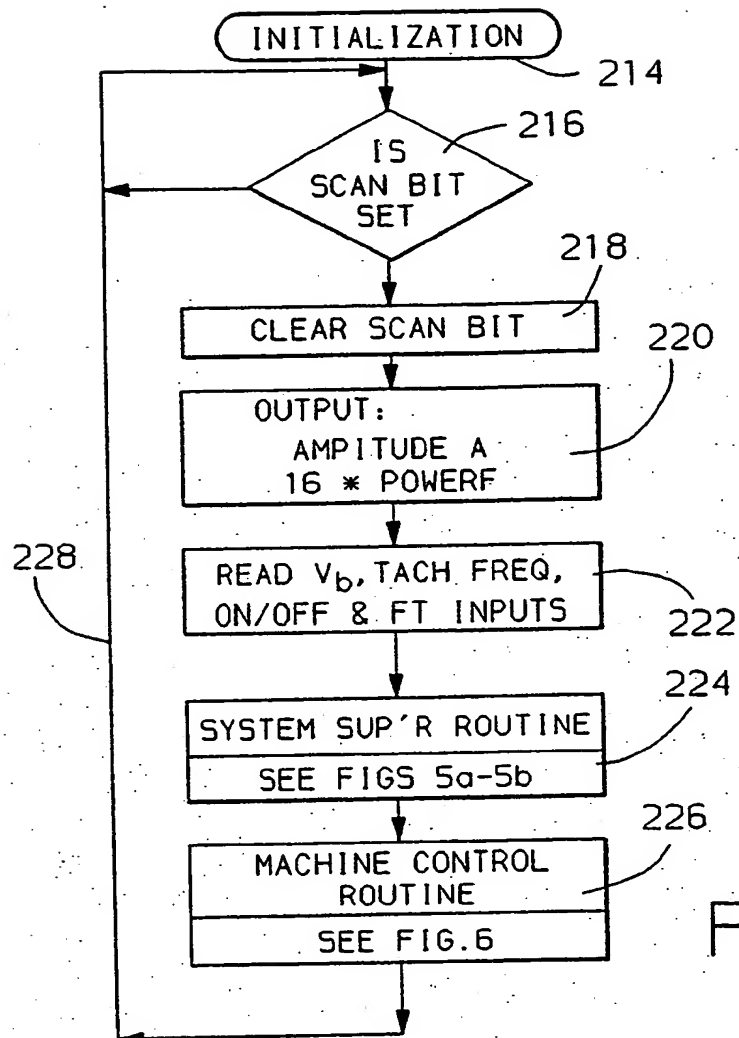 INITIALIZATION
214
216
IS
SCAN BIT
SET
218
CLEAR SCAN BIT
220
OUTPUT:
AMPITUDE A
16 * POWERF
228
READ Vb, TACH FREQ,
ON/OFF & FT INPUTS
222
224
SYSTEM SUP'R ROUTINE
SEE FIGS 5a-5b
226
MACHINE CONTROL
ROUTINE
SEE FIG.6